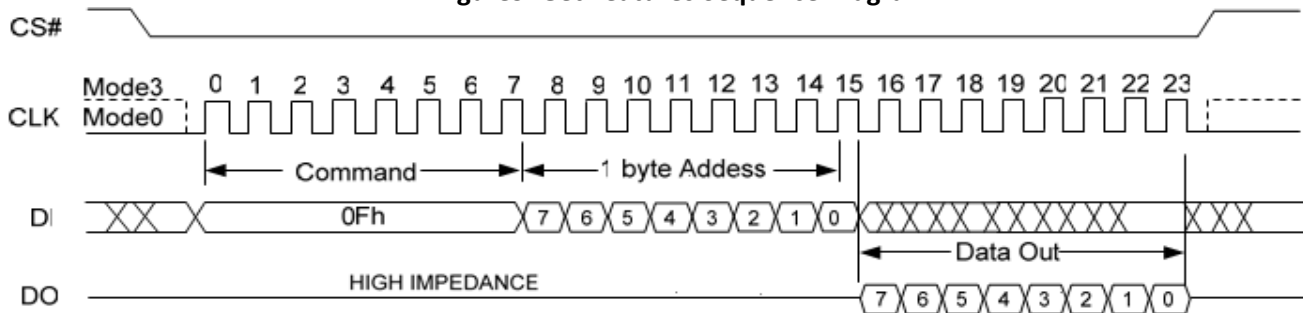 CS#
Mode3 0 1 2 3 4 5 6 7 8 9 10 11 12 13 14 15 16 17 18 19 20 21 22 23
CLK Mode0
Command 1 byte Addess
DI 0Fh 7 6 5 4 3 2 1 0
Data Out
HIGH IMPEDANCE
DO 7 6 5 4 3 2 1 0